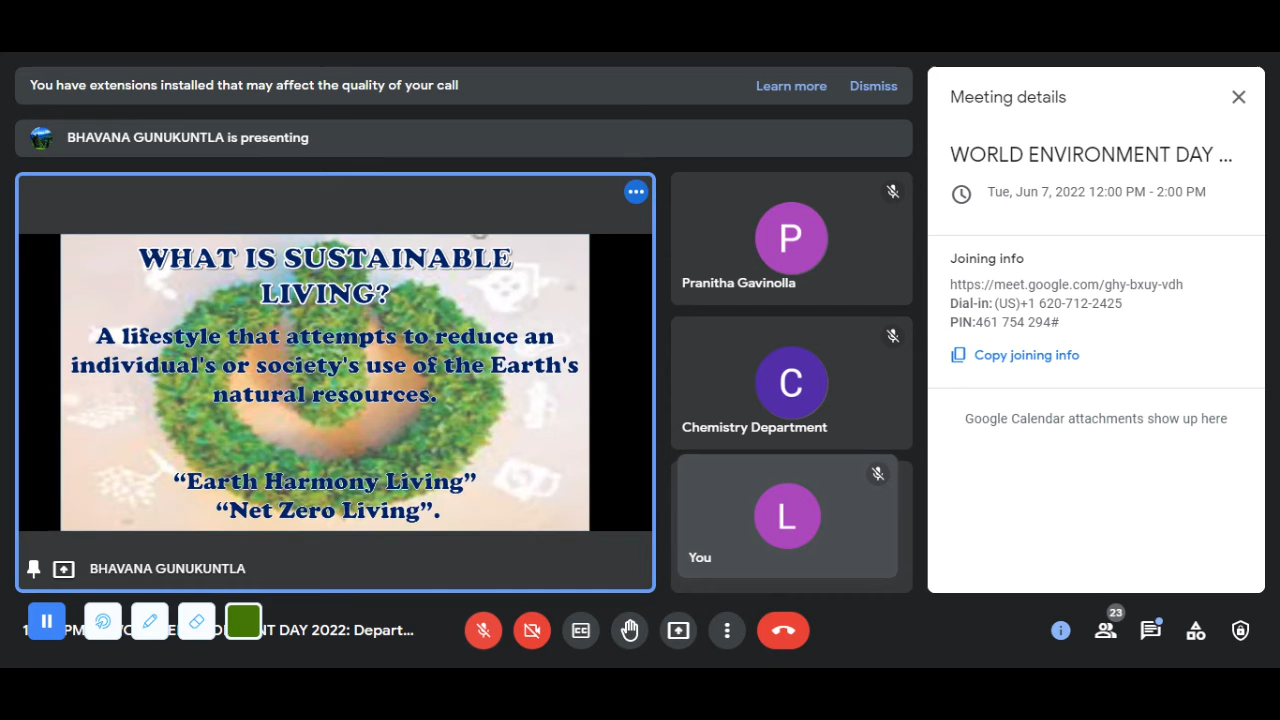 You have extensions installed that may affect the quality of your call
Learn more
Dismiss
BHAVANA GUNUKUNTLA is presenting
WHAT IS SUSTAINABLE
LIVING?
A lifestyle that attempts to reduce an
individual's or society's use of the Earth's
natural resources.
“Earth Harmony Living”
“Net Zero Living”.
BHAVANA GUNUKUNTLA
P
Pranitha Gavinolla
C
Chemistry Department
L
You
Meeting details
WORLD ENVIRONMENT DAY ...
Tue, Jun 7, 2022 12:00 PM - 2:00 PM
Joining info
https://meet.google.com/ghy-bxuy-vdh
Dial-in: (US)+1 620-712-2425
PIN:461 754 294#
Copy joining info
Google Calendar attachments show up here
NT DAY 2022: Depart...
23